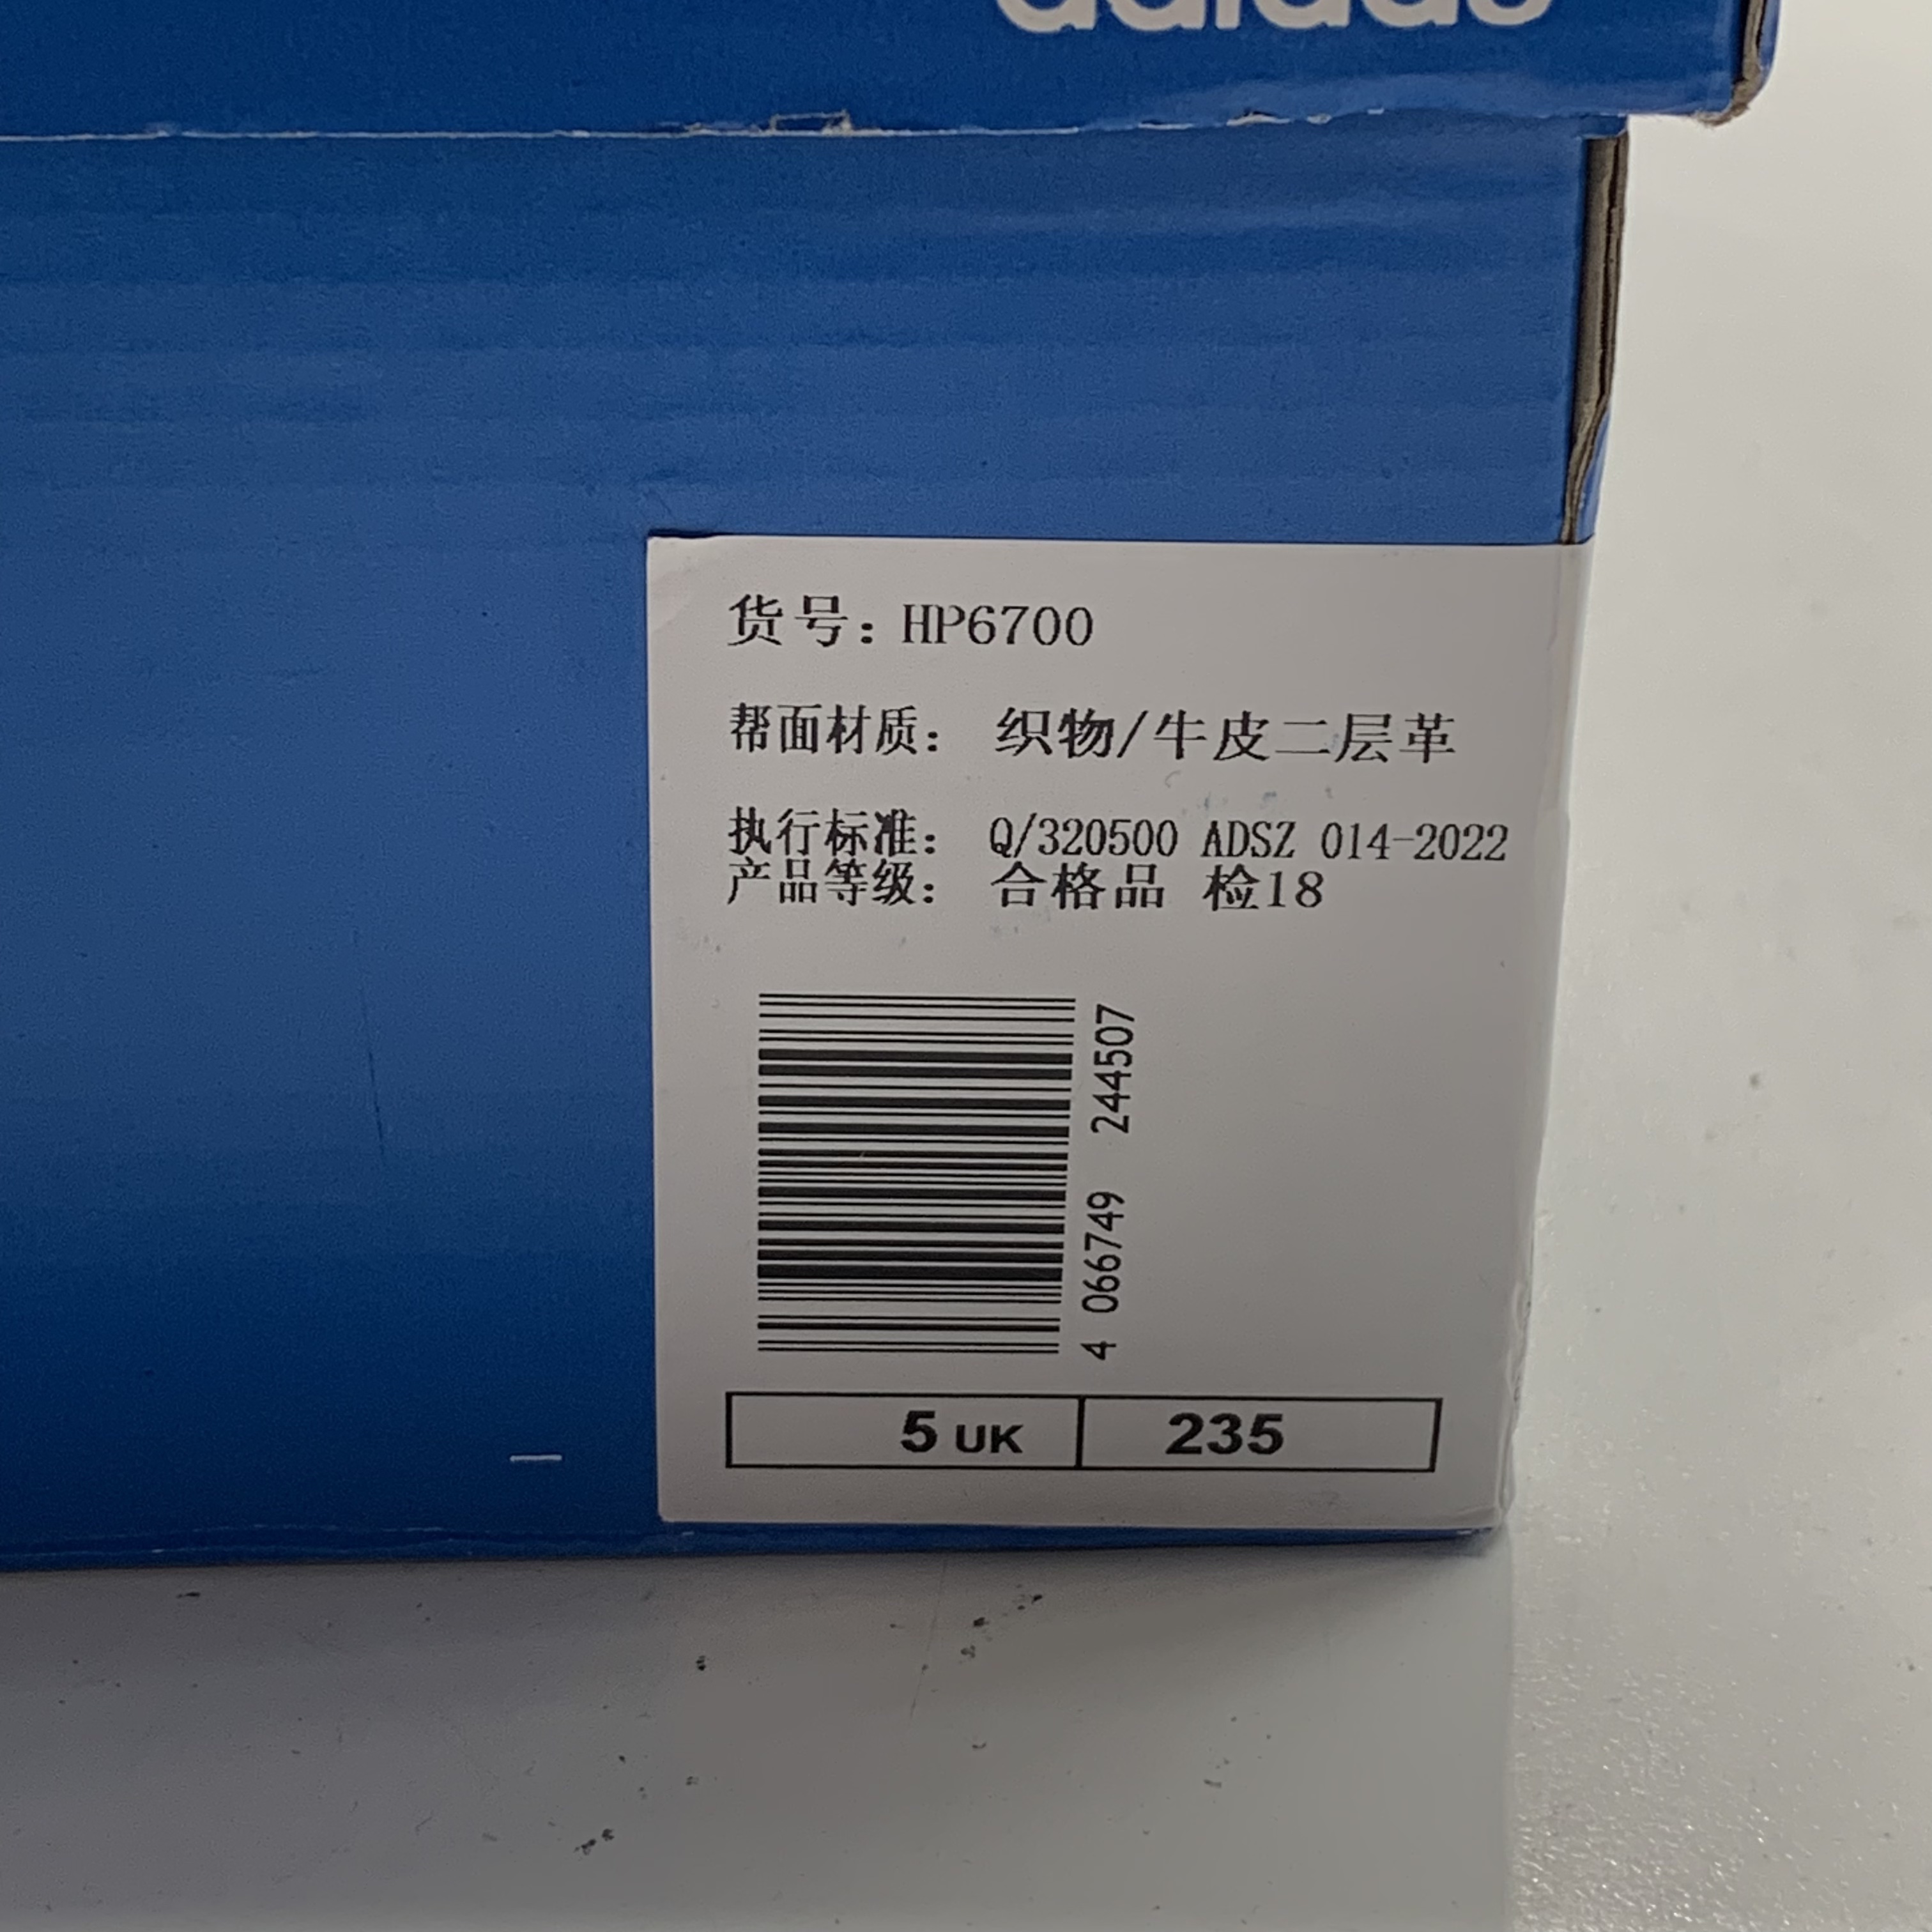 adidas
货号: HP6700
帮面材质: 织物/牛皮二层革
执行标准: Q/320500 ADSZ 014-2022
产品等级: 合格品 检18
4 066749 244507
5 UK 235